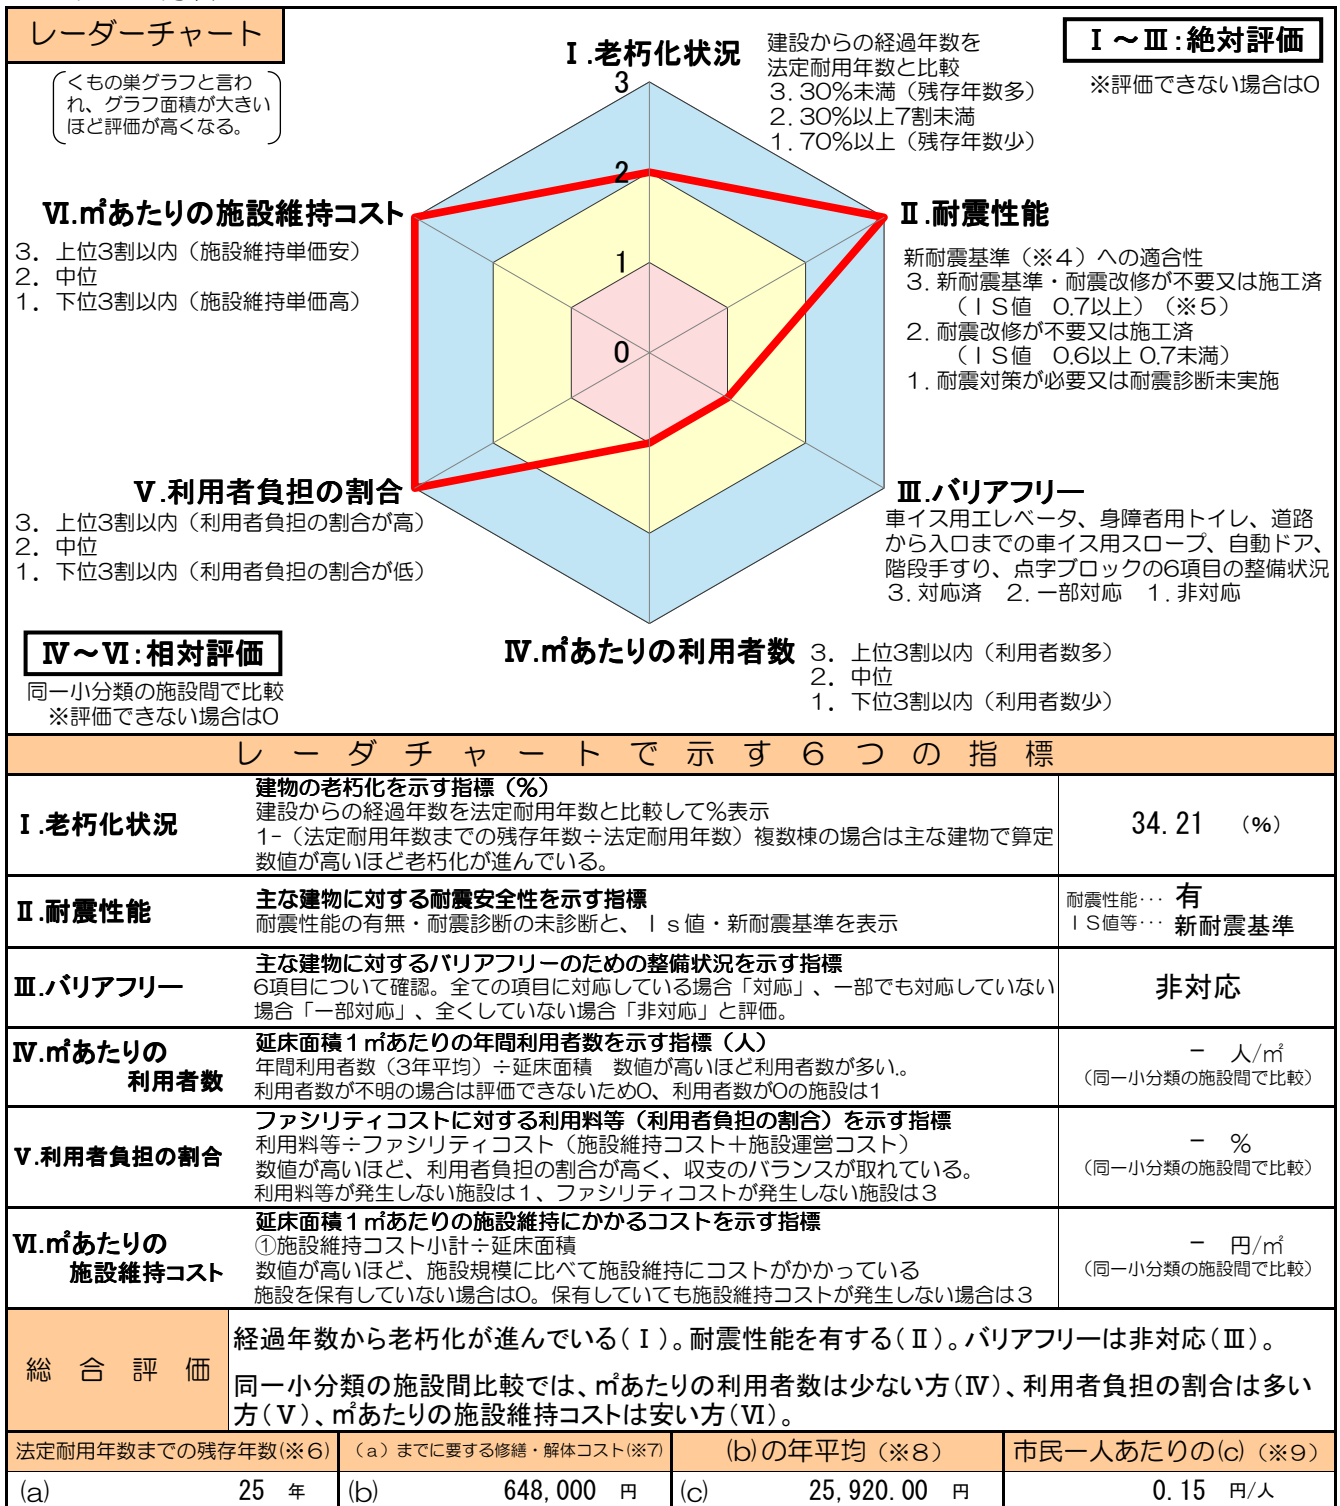 レーダーチャート
くもの巣グラフと言わ
れ、グラフ面積が大きい
ほど評価が高くなる。
Ⅰ.老朽化状況
建設からの経過年数を
法定耐用年数と比較
3.30%未満（残存年数多）
2.30%以上7割未満
1.70%以上（残存年数少）
Ⅰ～Ⅲ:絶対評価
※評価できない場合は0
3
2
1
0
Ⅵ.㎡あたりの施設維持コスト
3．上位3割以内（施設維持単価安）
2．中位
1．下位3割以内（施設維持単価高）
Ⅱ.耐震性能
新耐震基準（※4）への適合性
3.新耐震基準・耐震改修が不要又は施工済
（ＩＳ値　0.7以上）（※5）
2.耐震改修が不要又は施工済
（ＩＳ値　0.6以上 0.7未満）
1.耐震対策が必要又は耐震診断未実施
Ⅴ.利用者負担の割合
3．上位3割以内（利用者負担の割合が高）
2．中位
1．下位3割以内（利用者負担の割合が低）
Ⅲ.バリアフリー
車イス用エレベータ、身障者用トイレ、道路
から入口までの車イス用スロープ、自動ドア、
階段手すり、点字ブロックの6項目の整備状況
3.対応済　2.一部対応　1.非対応
Ⅳ～Ⅵ:相対評価
同一小分類の施設間で比較
※評価できない場合は0
Ⅳ.㎡あたりの利用者数
3．上位3割以内（利用者数多）
2．中位
1．下位3割以内（利用者数少）
レーダチャートで示す６つの指標
Ⅰ.老朽化状況
建物の老朽化を示す指標（%）
建設からの経過年数を法定耐用年数と比較して%表示
1-（法定耐用年数までの残存年数÷法定耐用年数）複数棟の場合は主な建物で算定
数値が高いほど老朽化が進んでいる。
34.21　（%）
Ⅱ.耐震性能
主な建物に対する耐震安全性を示す指標
耐震性能の有無・耐震診断の未診断と、Ｉｓ値・新耐震基準を表示
耐震性能… 有
ＩＳ値等… 新耐震基準
Ⅲ.バリアフリー
主な建物に対するバリアフリーのための整備状況を示す指標
6項目について確認。全ての項目に対応している場合「対応」、一部でも対応していない
場合「一部対応」、全くしていない場合「非対応」と評価。
非対応
Ⅳ.㎡あたりの
利用者数
延床面積１㎡あたりの年間利用者数を示す指標（人）
年間利用者数（3年平均）÷延床面積　数値が高いほど利用者数が多い。
利用者数が不明の場合は評価できないため0、利用者数が0の施設は1
－　人/㎡
（同一小分類の施設間で比較）
Ⅴ.利用者負担の割合
ファシリティコストに対する利用料等（利用者負担の割合）を示す指標
利用料等÷ファシリティコスト（施設維持コスト＋施設運営コスト）
数値が高いほど、利用者負担の割合が高く、収支のバランスが取れている。
利用料等が発生しない施設は１、ファシリティコストが発生しない施設は３
－　%
（同一小分類の施設間で比較）
Ⅵ.㎡あたりの
施設維持コスト
延床面積１㎡あたりの施設維持にかかるコストを示す指標
①施設維持コスト小計÷延床面積
数値が高いほど、施設規模に比べて施設維持にコストがかかっている
施設を保有していない場合は0。保有していても施設維持コストが発生しない場合は３
－　円/㎡
（同一小分類の施設間で比較）
総合評価
経過年数から老朽化が進んでいる(Ⅰ)。耐震性能を有する(Ⅱ)。バリアフリーは非対応(Ⅲ)。
同一小分類の施設間比較では、㎡あたりの利用者数は少ない方(Ⅳ)、利用者負担の割合は多い
方(Ⅴ)、㎡あたりの施設維持コストは安い方(Ⅵ)。
法定耐用年数までの残存年数(※6)
（a）までに要する修繕・解体コスト(※7)
(b)の年平均（※8）
市民一人あたりの(c)（※9）
(a)　25　年
(b)　648,000　円
(c)　25,920.00　円
0.15　円/人